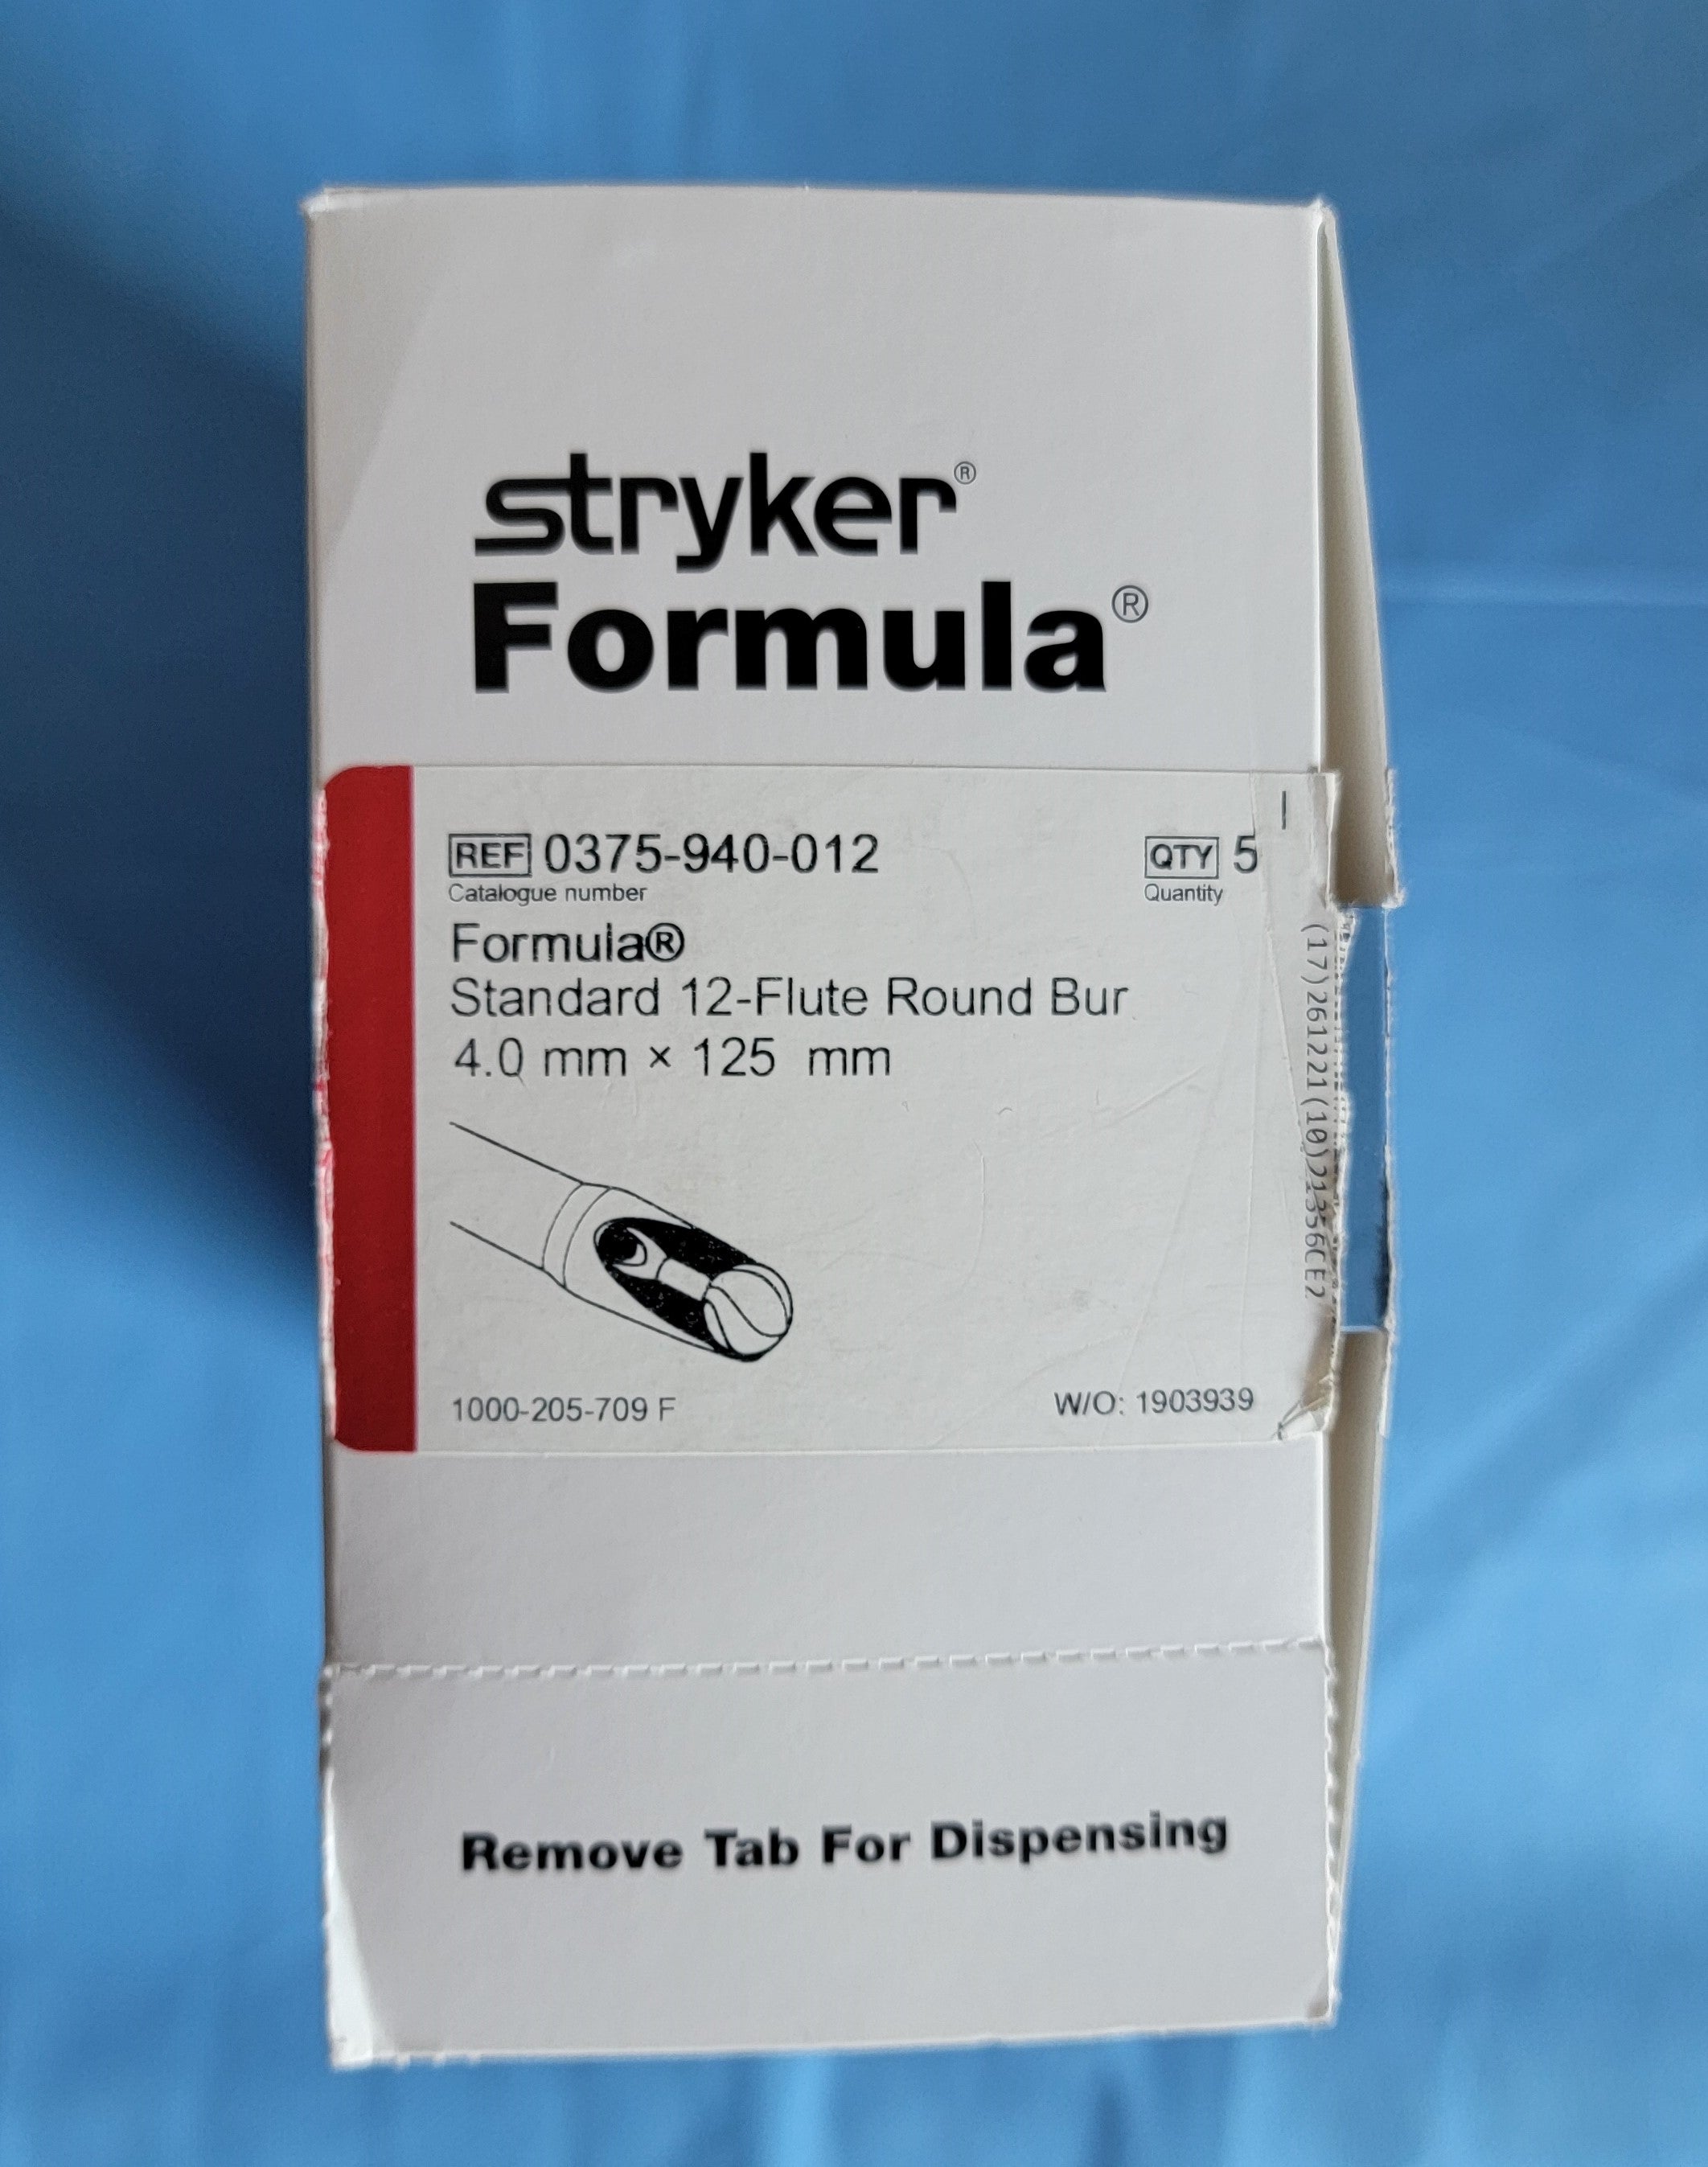 stryker®
Formula®
REF 0375-940-012
Catalogue number
QTY 5
Quantity
Formula®
Standard 12-Flute Round Bur
4.0 mm × 125 mm
(17)261221(10)21356CE2
1000-205-709 F
W/O: 1903939
Remove Tab For Dispensing